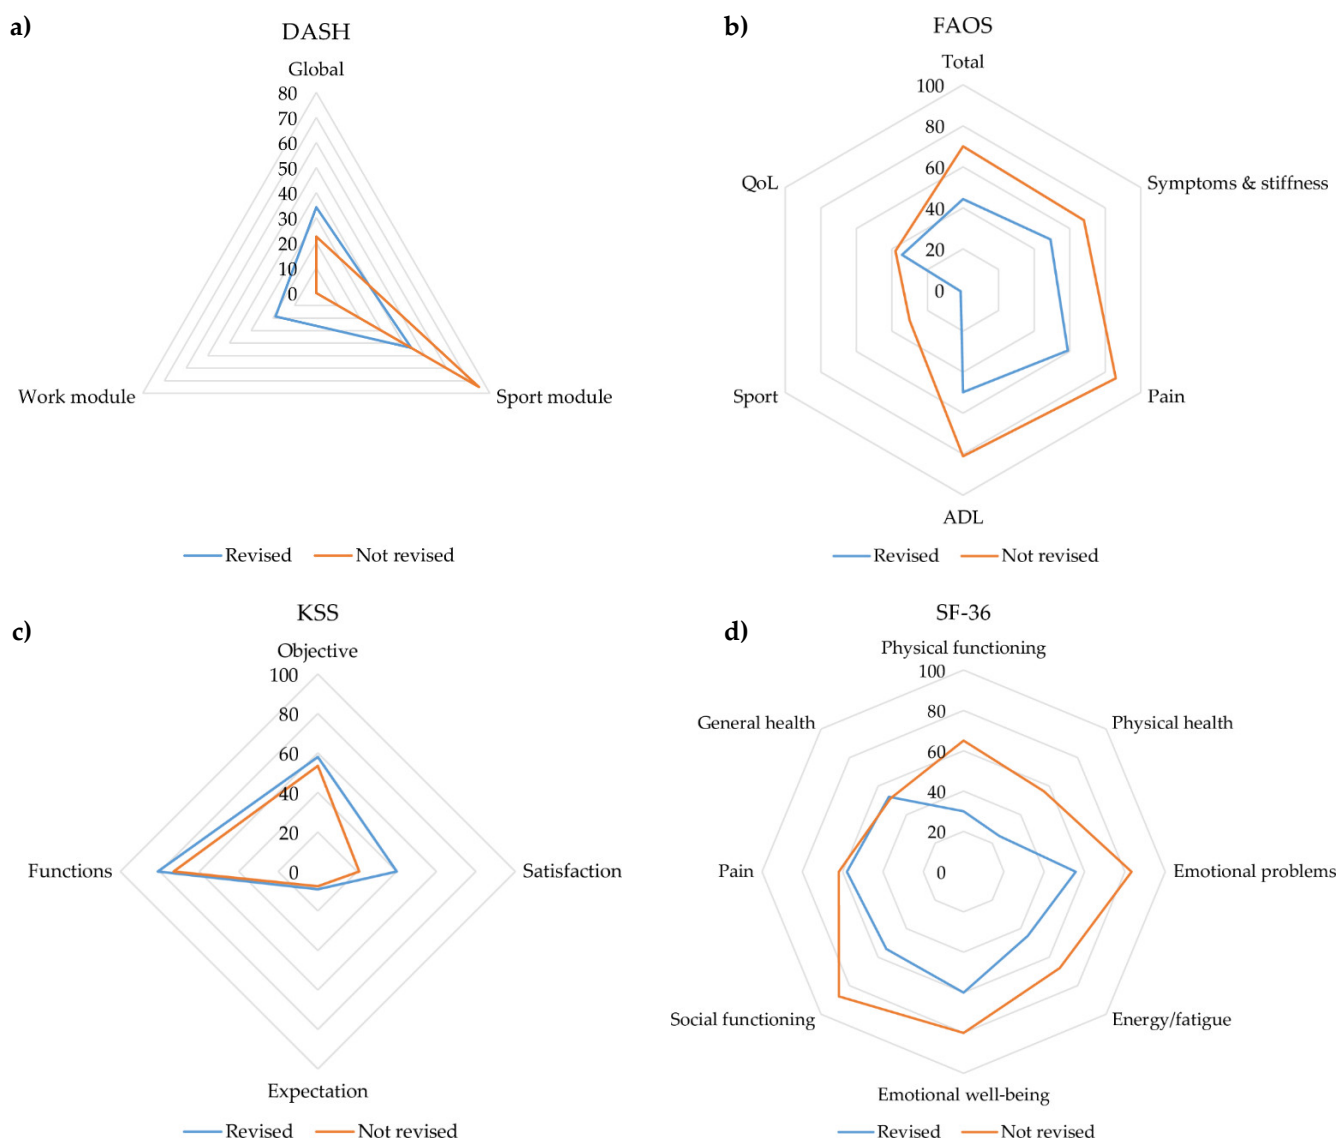 a)
DASH
Global
80
70
60
50
40
30
20
10
0
Work module
Sport module
Revised
Not revised
b)
FAOS
Total
100
80
60
40
20
0
QoL
Symptoms & stiffness
Sport
Pain
ADL
Revised
Not revised
c)
KSS
Objective
100
80
60
40
20
0
Functions
Satisfaction
Expectation
Revised
Not revised
d)
SF-36
Physical functioning
100
80
60
40
20
0
General health
Physical health
Pain
Emotional problems
Social functioning
Energy/fatigue
Emotional well-being
Revised
Not revised